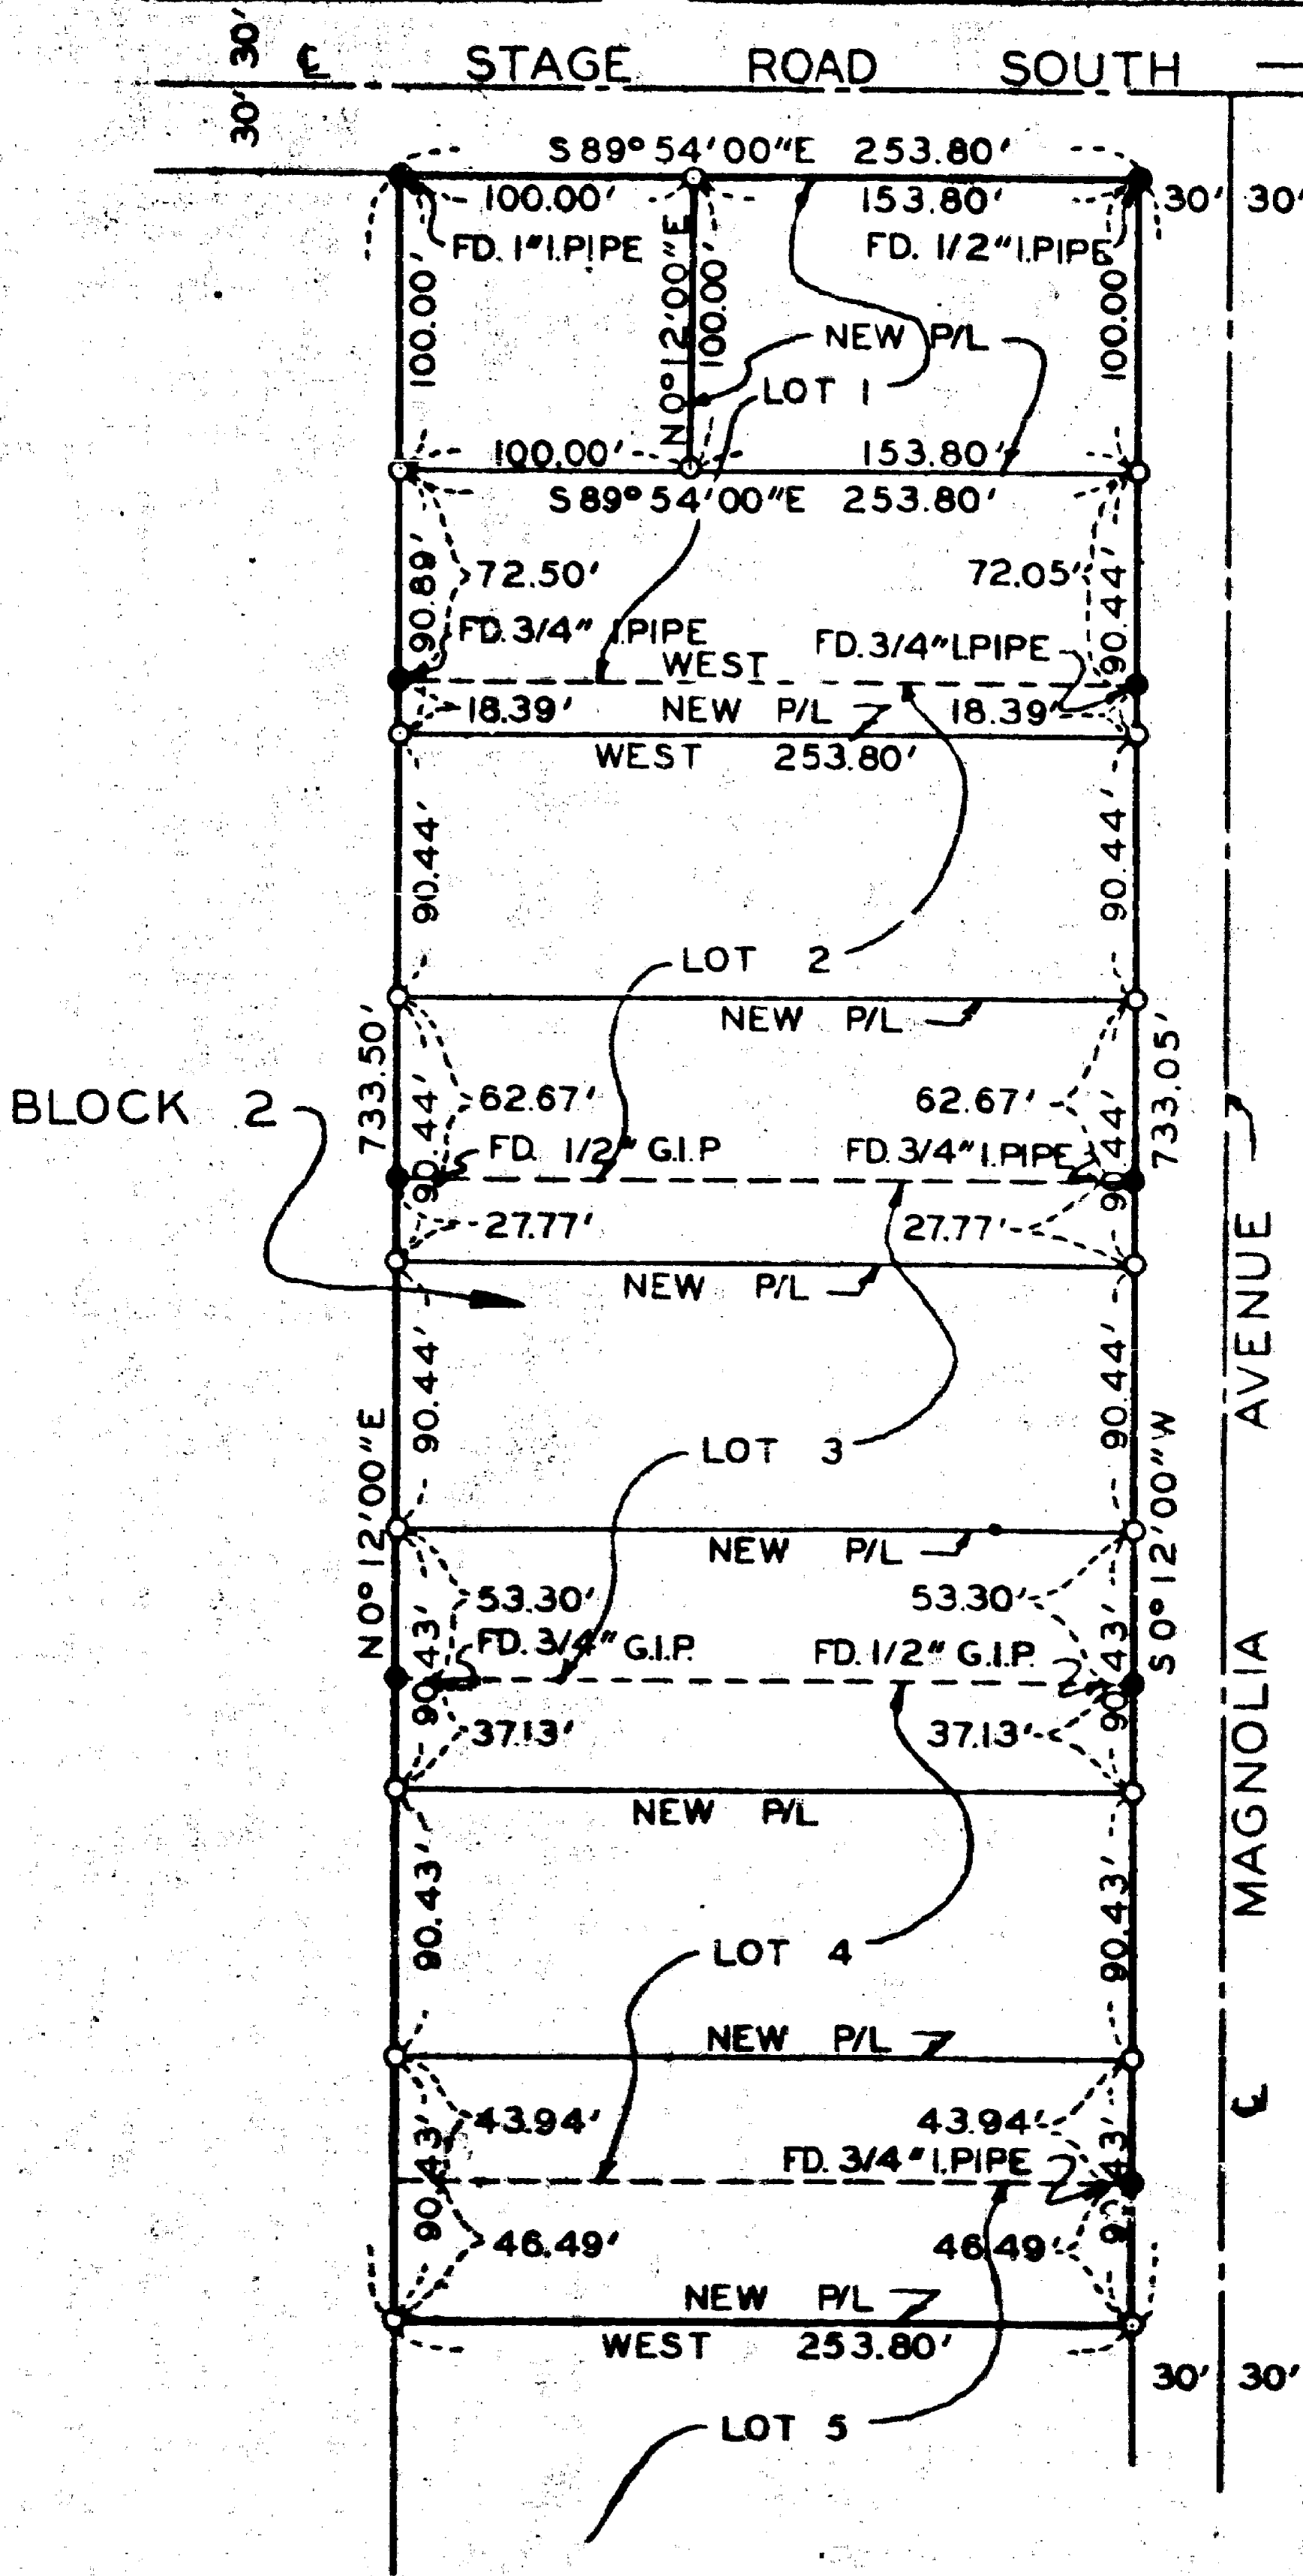 30' 30'
℄ STAGE ROAD SOUTH
S 89° 54' 00" E 253.80'
100.00' 153.80' 30' 30'
FD. 1" I.PIPE FD. 1/2" I.PIPE
100.00' N 0° 12' 00" E 100.00' 100.00'
NEW P/L
LOT 1
100.00' 153.80'
S 89° 54' 00" E 253.80'
90.89' 72.50' 72.05' 90.44'
FD. 3/4" I.PIPE FD. 3/4" I.PIPE
WEST
18.39' NEW P/L 18.39'
WEST 253.80'
90.44' 90.44'
LOT 2
NEW P/L
733.50' 733.05'
BLOCK 2 90.44' 62.67' 62.67' 90.44'
FD. 1/2" G.I.P FD. 3/4" I.PIPE
27.77' 27.77'
NEW P/L
90.44' 90.44'
N 0° 12' 00" E S 0° 12' 00" W
LOT 3
NEW P/L
90.43' 53.30' 53.30' 90.43'
FD. 3/4" G.I.P. FD. 1/2" G.I.P.
37.13' 37.13'
NEW P/L
℄ MAGNOLIA AVENUE
90.43' 90.43'
LOT 4
NEW P/L
90.43' 43.94' 43.94' 90.43'
FD. 3/4" I.PIPE
46.49' 46.49'
NEW P/L
WEST 253.80'
30' 30'
LOT 5